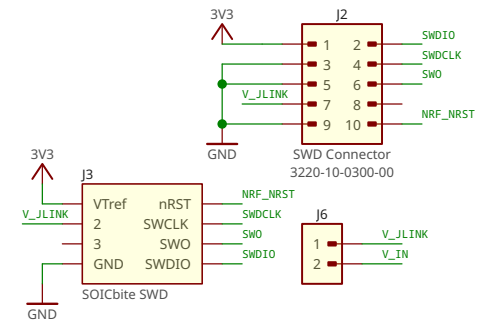 3V3
J2
1 2 SWDIO
3 4 SWDCLK
5 6 SWO
V_JLINK 7 8
9 10 NRF_NRST
GND
SWD Connector
3220-10-0300-00
3V3
J3
VTref nRST NRF_NRST
V_JLINK 2 SWCLK SWDCLK
3 SWO SWO
GND SWDIO SWDIO
SOICbite SWD
GND
J6
1 V_JLINK
2 V_IN